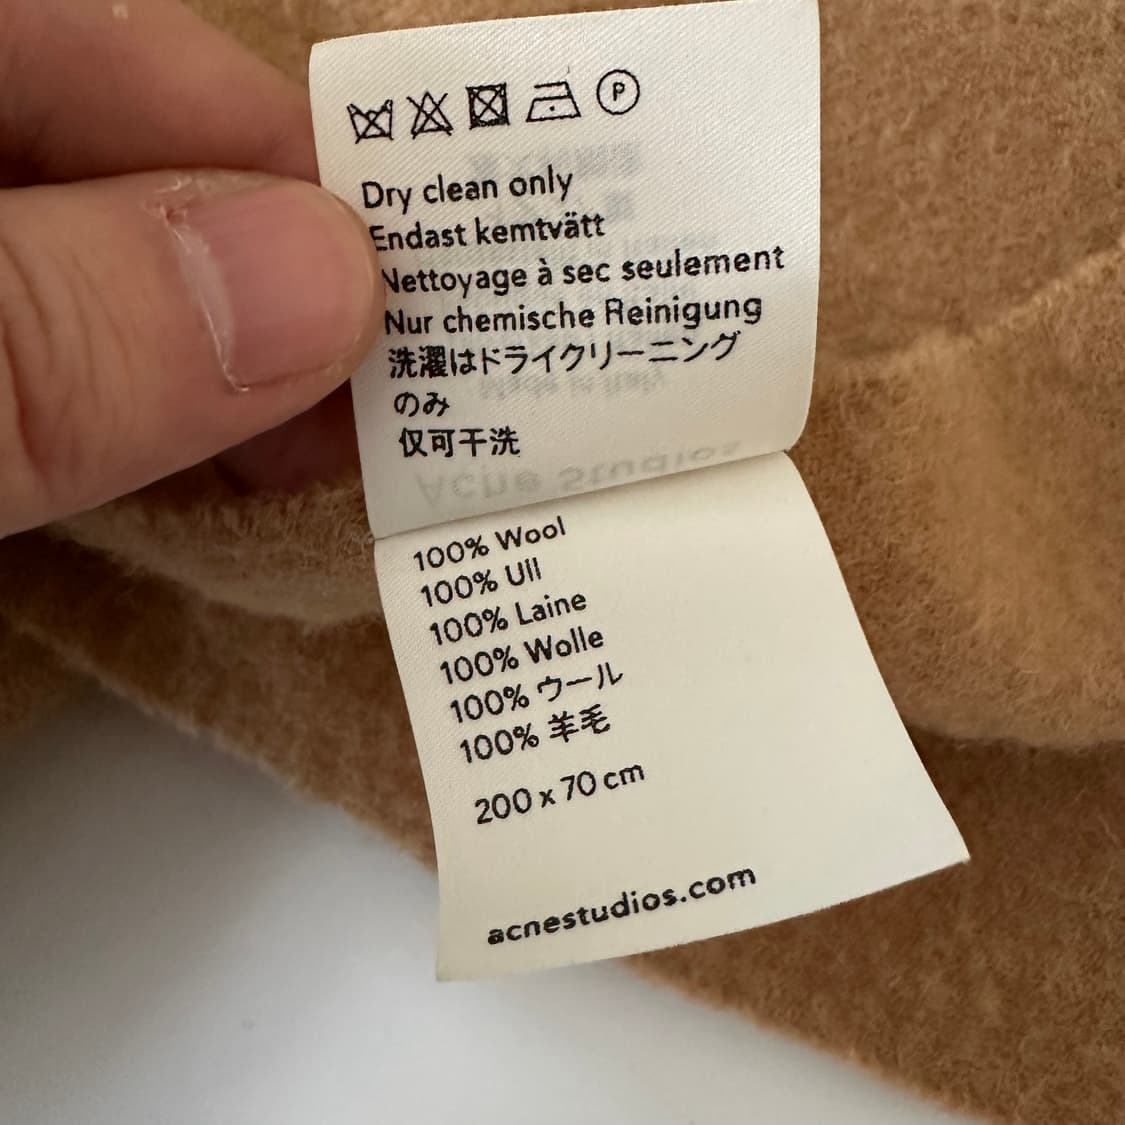 P
Dry clean only
Endast kemtvätt
Nettoyage à sec seulement
Nur chemische Reinigung
洗濯はドライクリーニング
のみ
仅可干洗
Acne Studios
100% Wool
100% Ull
100% Laine
100% Wolle
100% ウール
100% 羊毛
200 x 70 cm
acnestudios.com